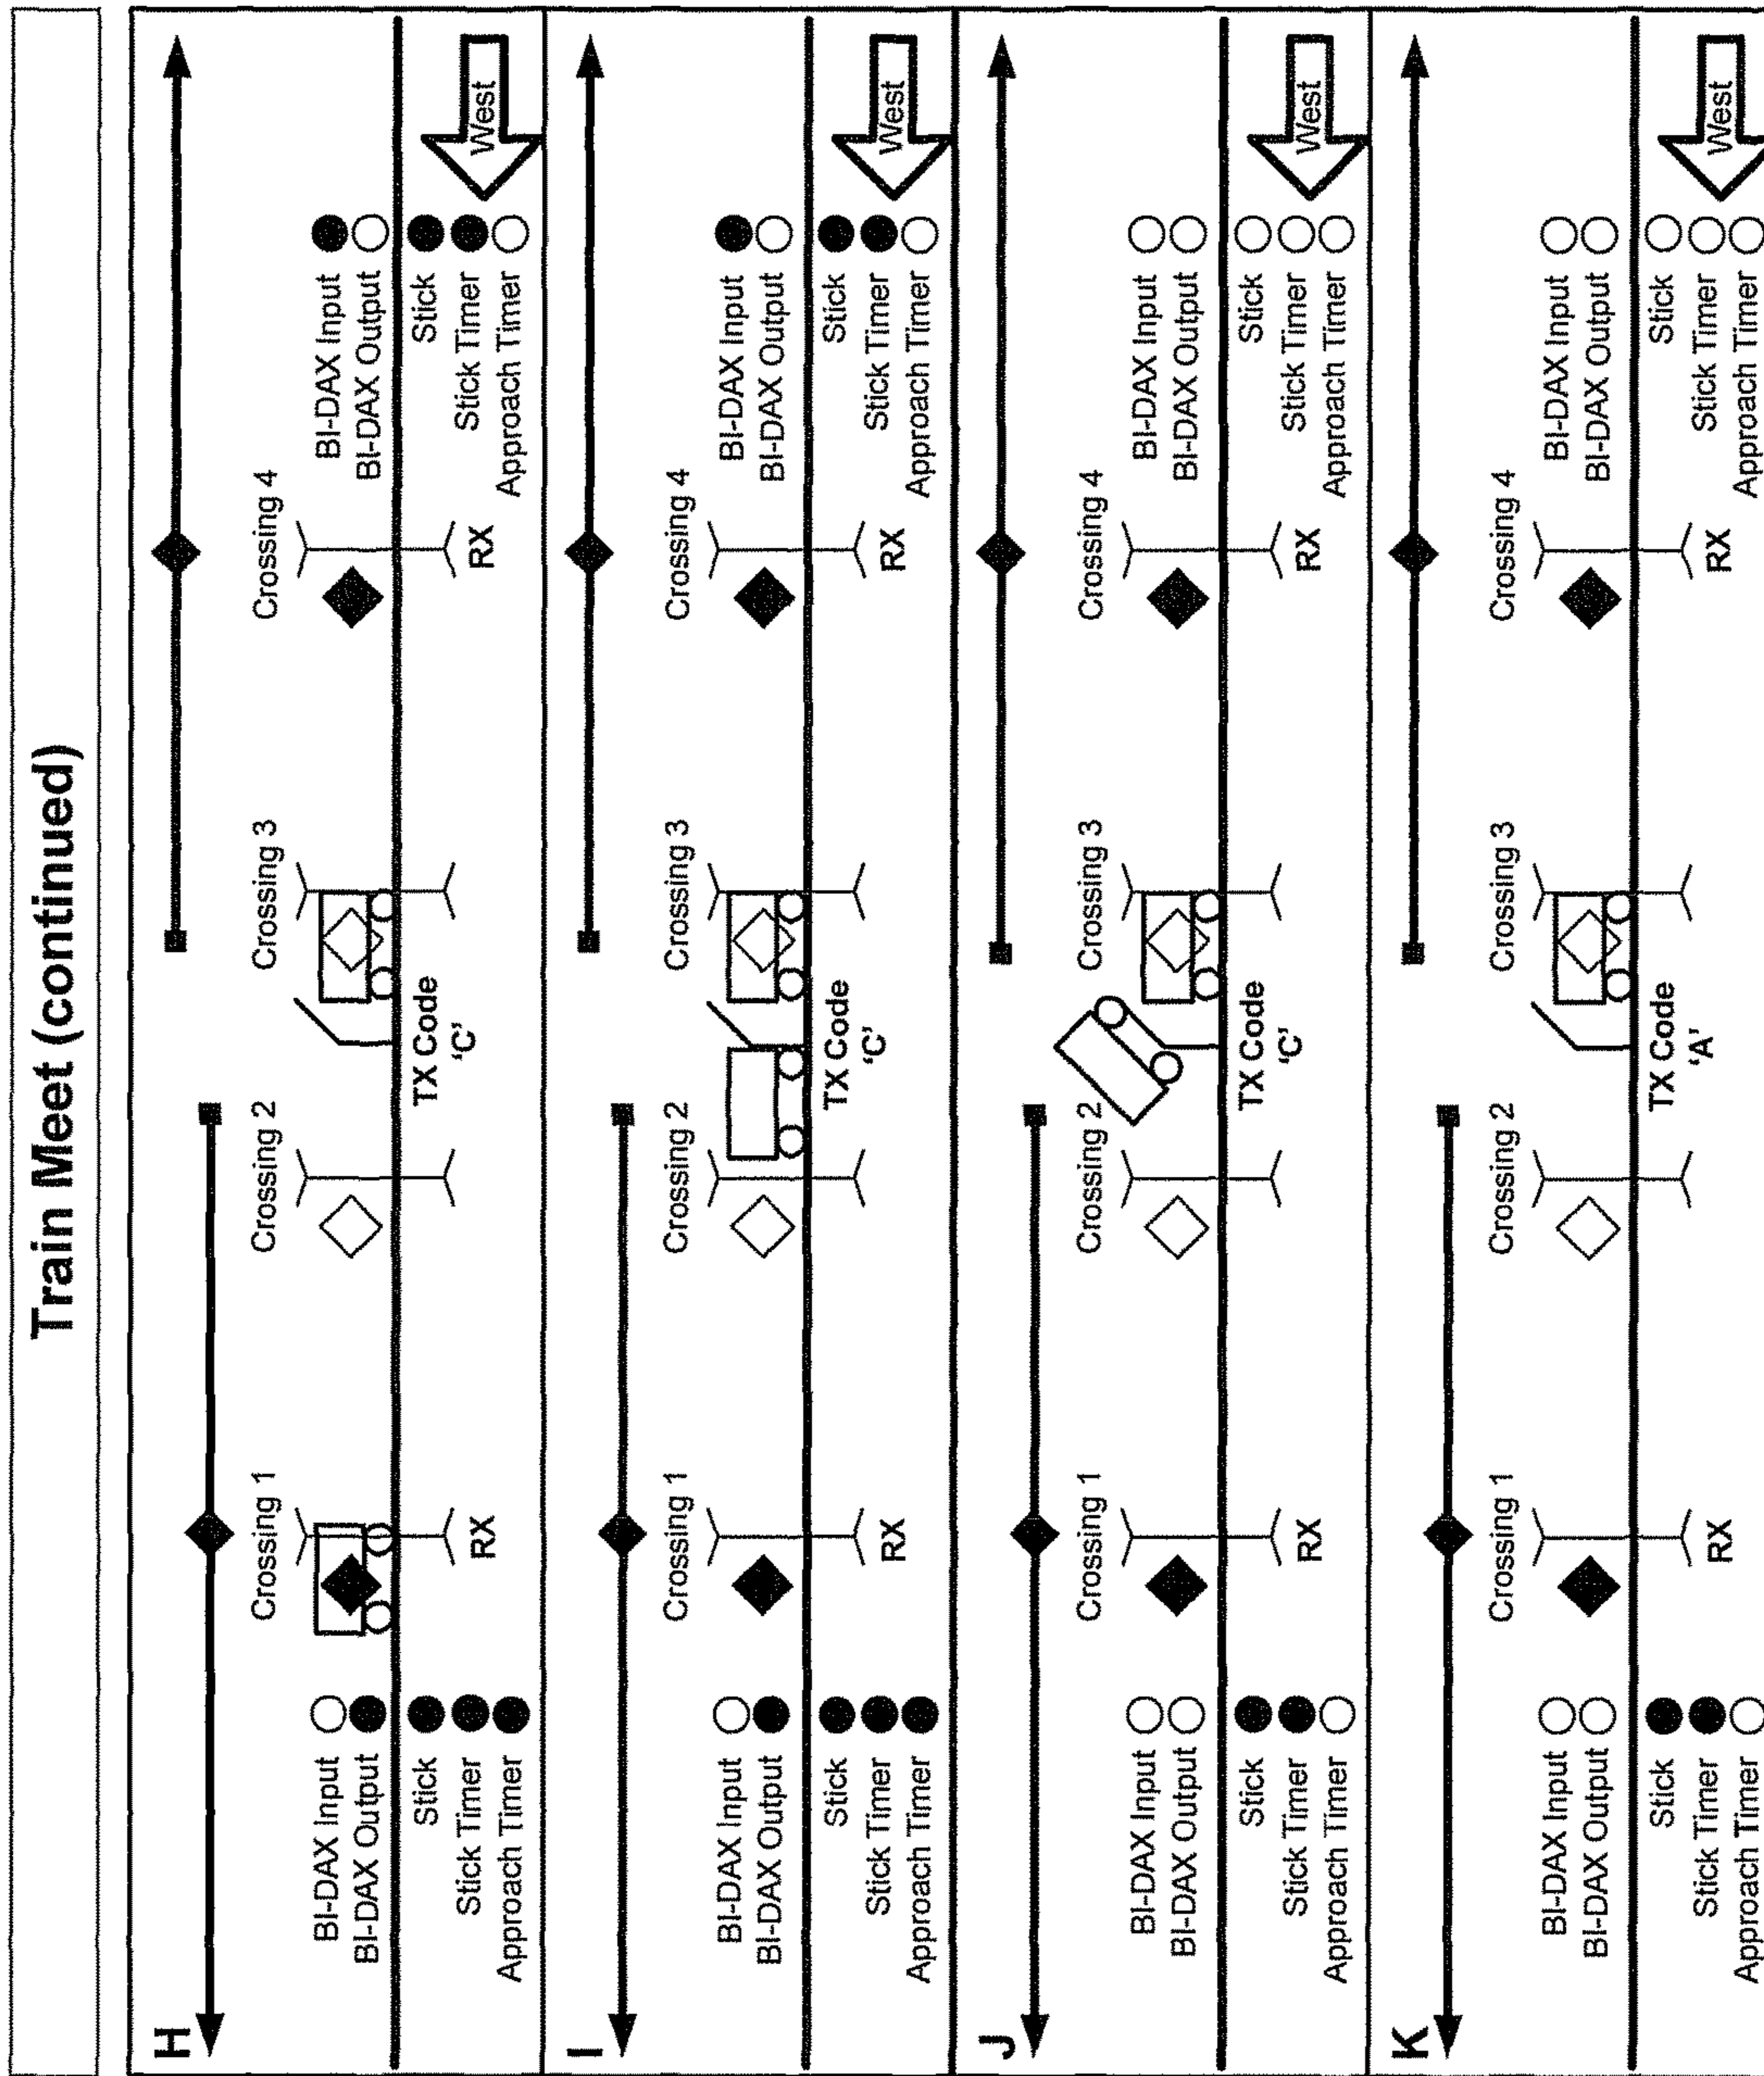 Train Meet (continued)
H
Crossing 1 Crossing 2 Crossing 3 Crossing 4
BI-DAX Input BI-DAX Input
BI-DAX Output BI-DAX Output
Stick TX Code Stick
'C'
Stick Timer RX RX Stick Timer West
Approach Timer Approach Timer
I
Crossing 1 Crossing 2 Crossing 3 Crossing 4
BI-DAX Input BI-DAX Input
BI-DAX Output BI-DAX Output
Stick TX Code Stick
'C'
Stick Timer RX RX Stick Timer West
Approach Timer Approach Timer
J
Crossing 1 Crossing 2 Crossing 3 Crossing 4
BI-DAX Input BI-DAX Input
BI-DAX Output BI-DAX Output
Stick TX Code Stick
'C'
Stick Timer RX RX Stick Timer West
Approach Timer Approach Timer
K
Crossing 1 Crossing 2 Crossing 3 Crossing 4
BI-DAX Input BI-DAX Input
BI-DAX Output BI-DAX Output
Stick TX Code Stick
'A'
Stick Timer RX RX Stick Timer West
Approach Timer Approach Timer